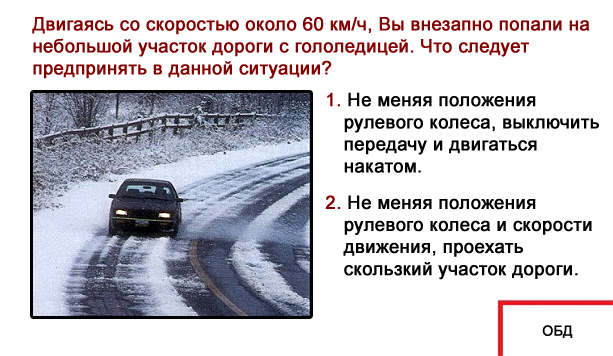 Двигаясь со скоростью около 60 км/ч, Вы внезапно попали на
небольшой участок дороги с гололедицей. Что следует
предпринять в данной ситуации?
1. Не меняя положения
рулевого колеса, выключить
передачу и двигаться
накатом.
2. Не меняя положения
рулевого колеса и скорости
движения, проехать
скользкий участок дороги.
ОБД